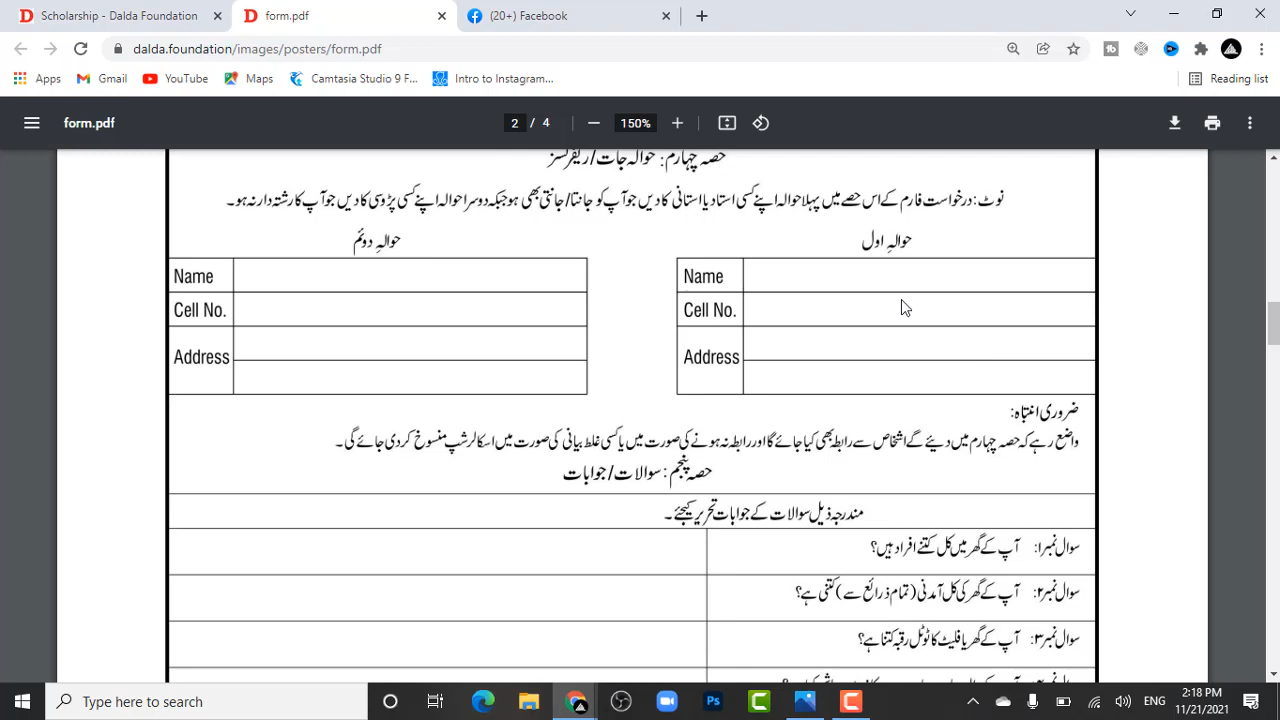 Scholarship - Dalda Foundation
form.pdf
(20+) Facebook
dalda.foundation/images/posters/form.pdf
Apps
Gmail
YouTube
Maps
Camtasia Studio 9 F...
Intro to Instagram...
Reading list
form.pdf
2 / 4
150%
حصہ چہارم: حوالہ جات/ریفرنسز
نوٹ: درخواست فارم کے اس حصے میں پہلا حوالہ اپنے کسی استاد یا استانی کا دیں جو آپ کو جانتا/جانتی بھی ہو جبکہ دوسرا حوالہ اپنے کسی پڑوسی کا دیں جو آپ کا رشتہ دار نہ ہو۔
حوالہِ اول
حوالہِ دوئم
Name
Cell No.
Address
Name
Cell No.
Address
ضروری انتباہ:
واضع رہے کہ حصہ چہارم میں دیئے گے اشخاص سے رابطہ بھی کیا جائے گا اور رابطہ نہ ہونے کی صورت میں یا کسی غلط بیانی کی صورت میں اسکالرشپ منسوخ کر دی جائے گی۔
حصہ پنجم: سوالات/جوابات
مندرجہ ذیل سوالات کے جوابات تحریر کیجئے۔
سوال نمبر۱: آپ کے گھر میں کل کتنے افراد ہیں؟
سوال نمبر۲: آپ کے گھر کی کل آمدنی (تمام ذرائع سے) کتنی ہے؟
سوال نمبر۳: آپ کے گھر یا فلیٹ کا ٹوٹل رقبہ کتنا ہے؟
Type here to search
Ps
ENG
2:18 PM
11/21/2021